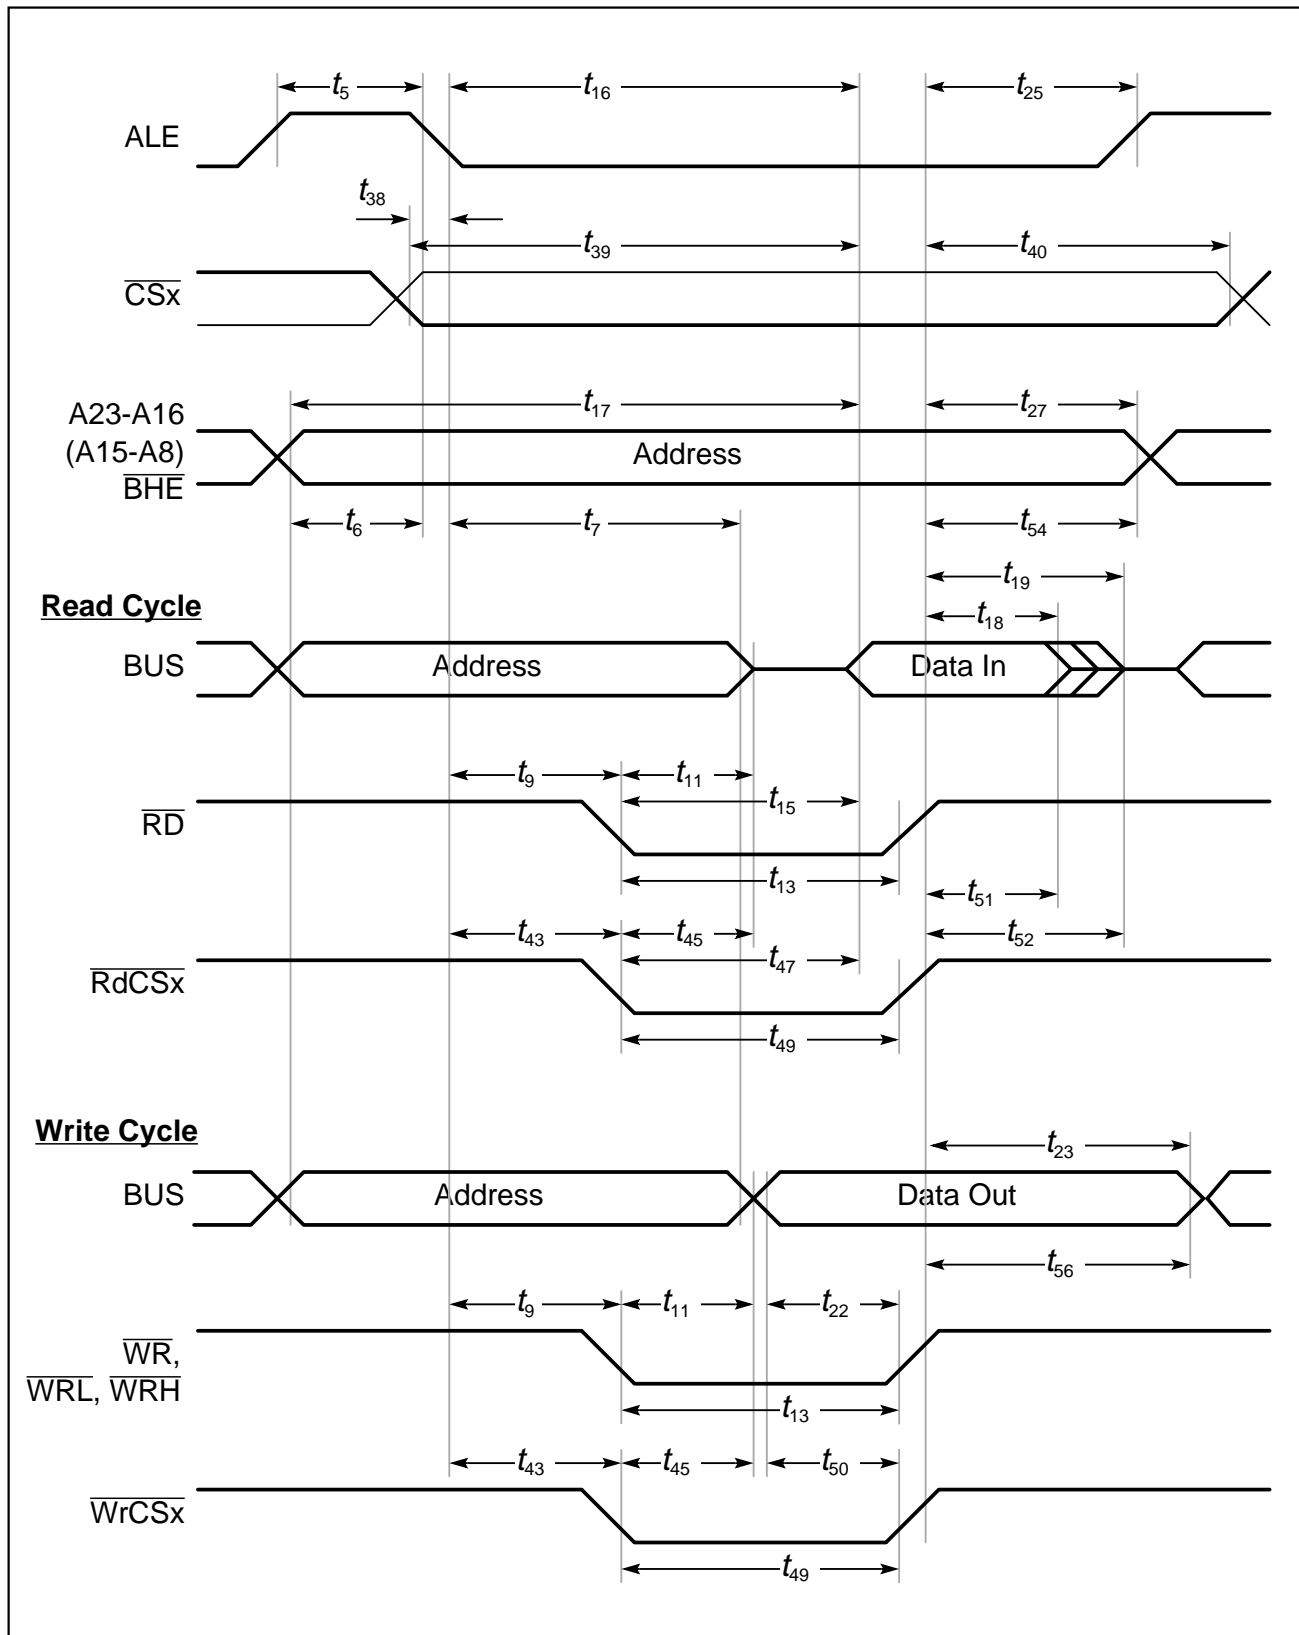 t5 t16 t25
ALE
t38
t39 t40
CSx
t17 t27
A23-A16
(A15-A8)
BHE
Address
t6 t7 t54
t19
Read Cycle
t18
BUS Address Data In
t9 t11
t15
RD
t13
t51
t43 t45 t52
t47
RdCSx
t49
Write Cycle
t23
BUS Address Data Out
t56
t9 t11 t22
WR,
WRL, WRH
t13
t43 t45 t50
WrCSx
t49